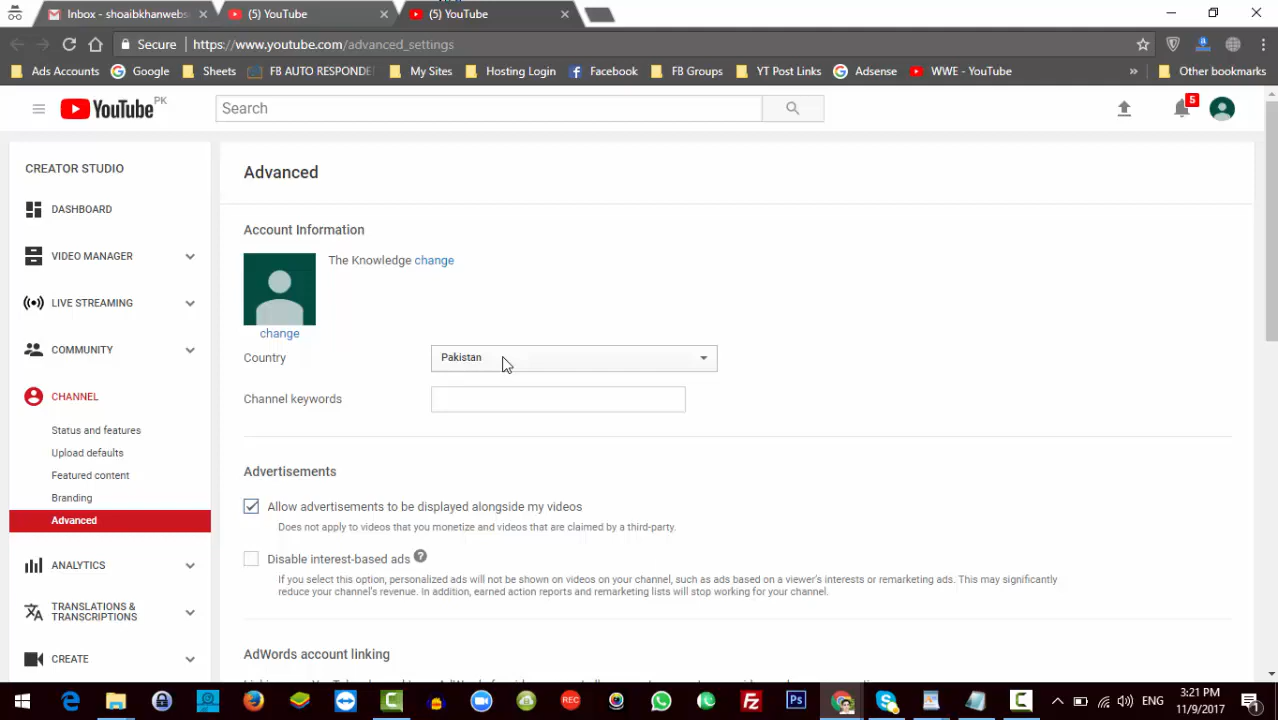 Inbox - shoaibkhanwebs
(5) YouTube
(5) YouTube
Secure
https://www.youtube.com/advanced_settings
Ads Accounts
Google
Sheets
FB AUTO RESPONDE
My Sites
Hosting Login
Facebook
FB Groups
YT Post Links
Adsense
WWE - YouTube
»
Other bookmarks
YouTube PK
Search
5
CREATOR STUDIO
DASHBOARD
VIDEO MANAGER
LIVE STREAMING
COMMUNITY
CHANNEL
Status and features
Upload defaults
Featured content
Branding
Advanced
ANALYTICS
TRANSLATIONS &
TRANSCRIPTIONS
CREATE
Advanced
Account Information
The Knowledge change
change
Country
Pakistan
Channel keywords
Advertisements
Allow advertisements to be displayed alongside my videos
Does not apply to videos that you monetize and videos that are claimed by a third-party.
Disable interest-based ads ?
If you select this option, personalized ads will not be shown on videos on your channel, such as ads based on a viewer's interests or remarketing ads. This may significantly
reduce your channel's revenue. In addition, earned action reports and remarketing lists will stop working for your channel.
AdWords account linking
REC
Ps
ENG
3:21 PM
11/9/2017
1